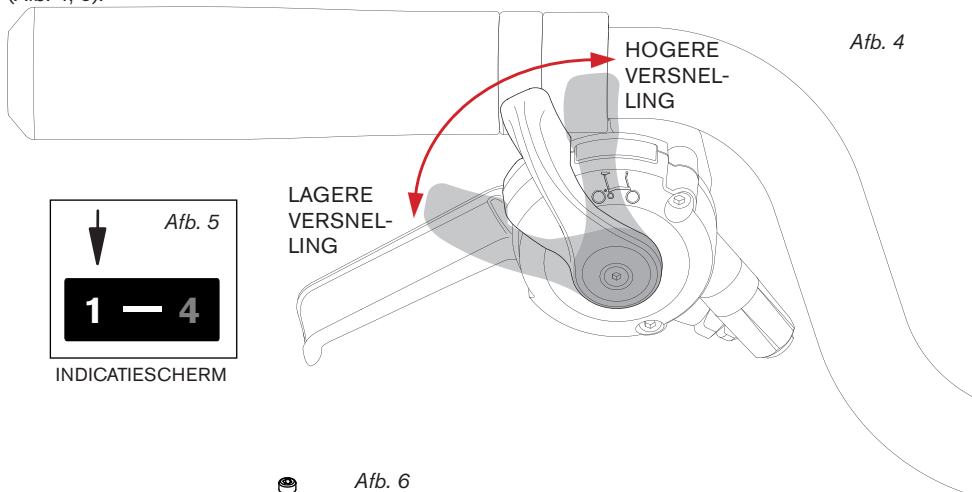 Afb. 4
HOGERE
VERSNEL-
LING
LAGERE
VERSNEL-
LING
Afb. 5
1 — 4
INDICATIESCHERM
Afb. 6